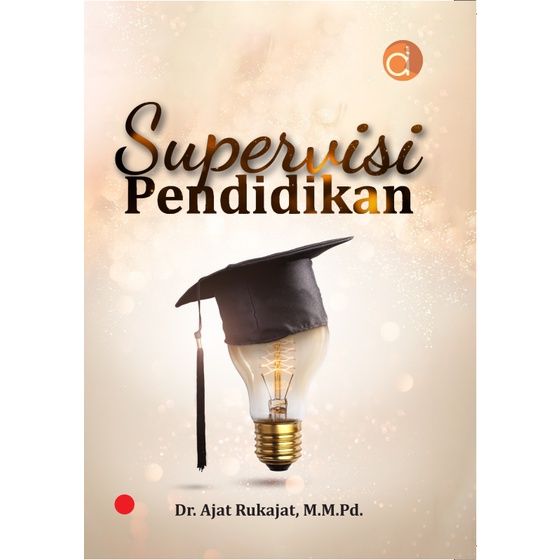 Supervisi
Pendidikan
Dr. Ajat Rukajat, M.M.Pd.